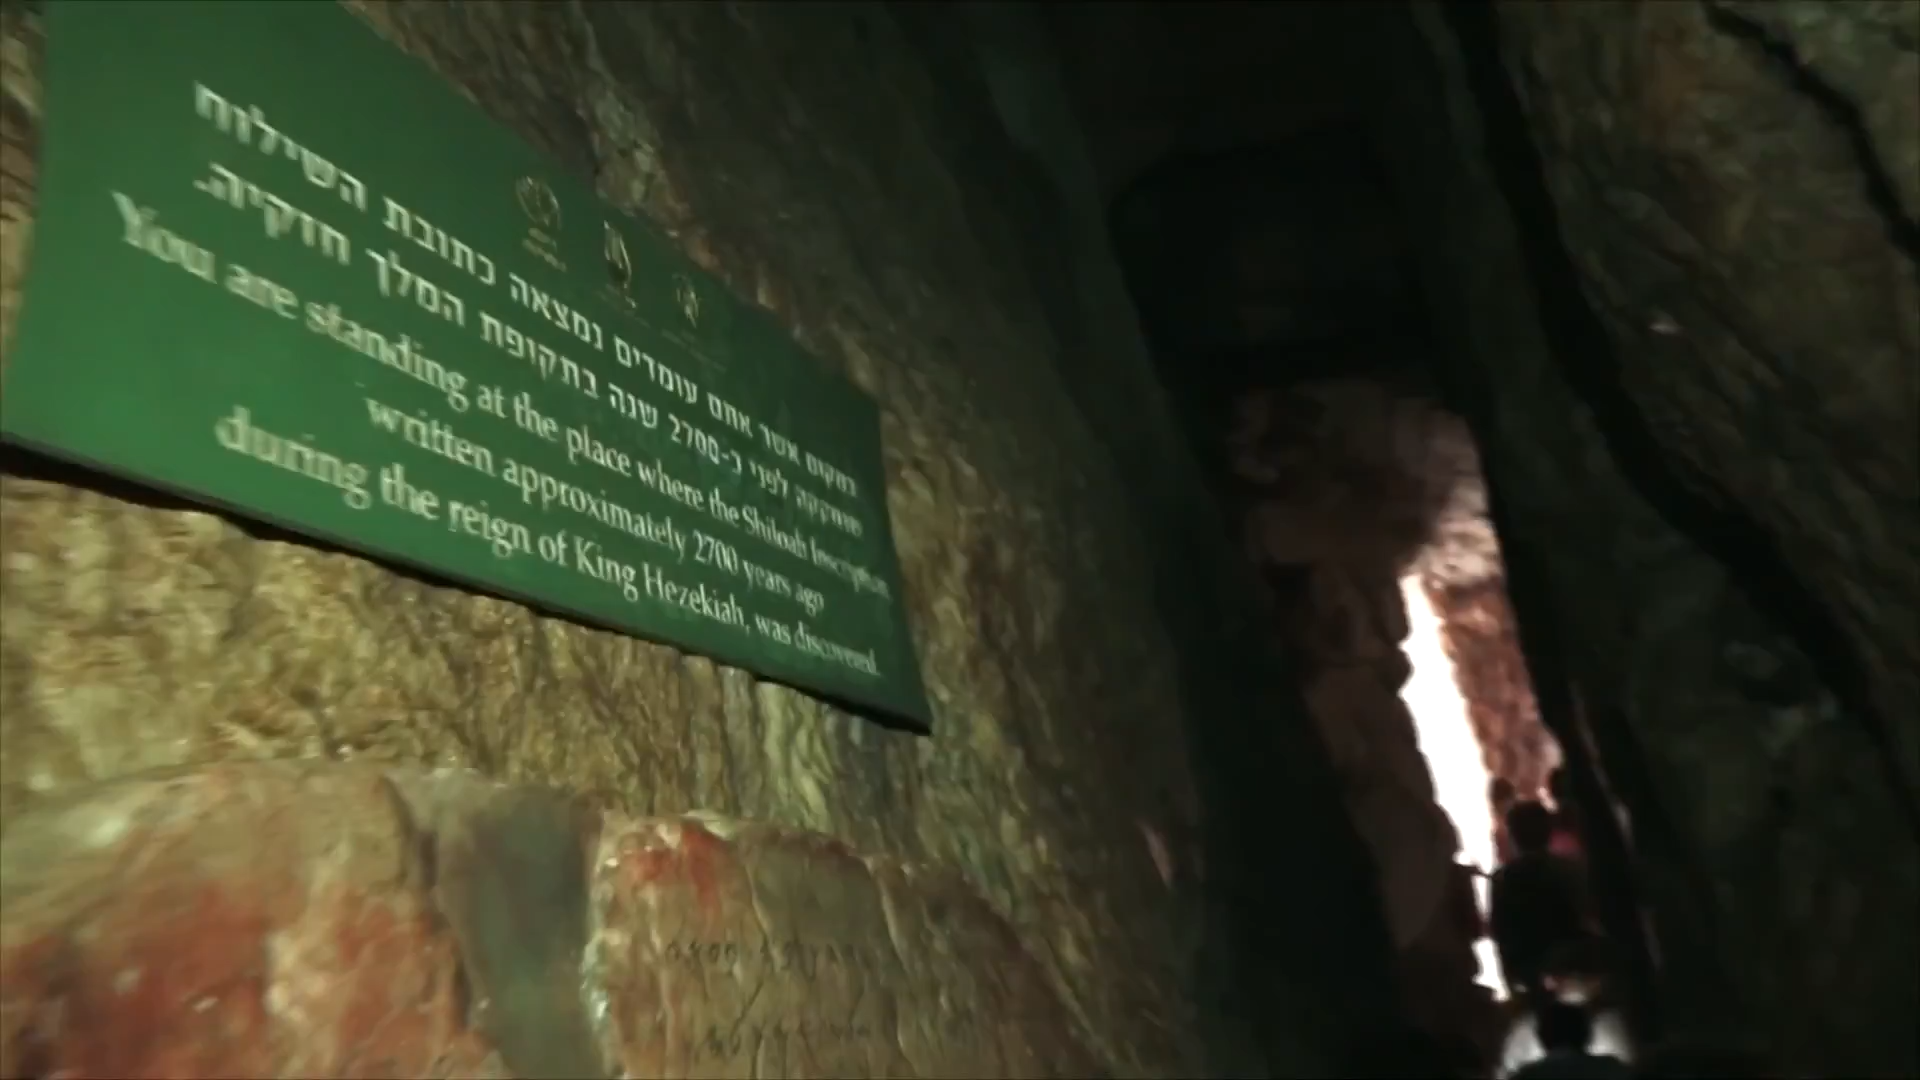 במקום אשר אתם עומדים נמצאה כתובת השילוח
שנחקקה לפני כ-2700 שנה בתקופת המלך חזקיה.
You are standing at the place where the Shiloah Inscription
written approximately 2700 years ago
during the reign of King Hezekiah, was discovered.